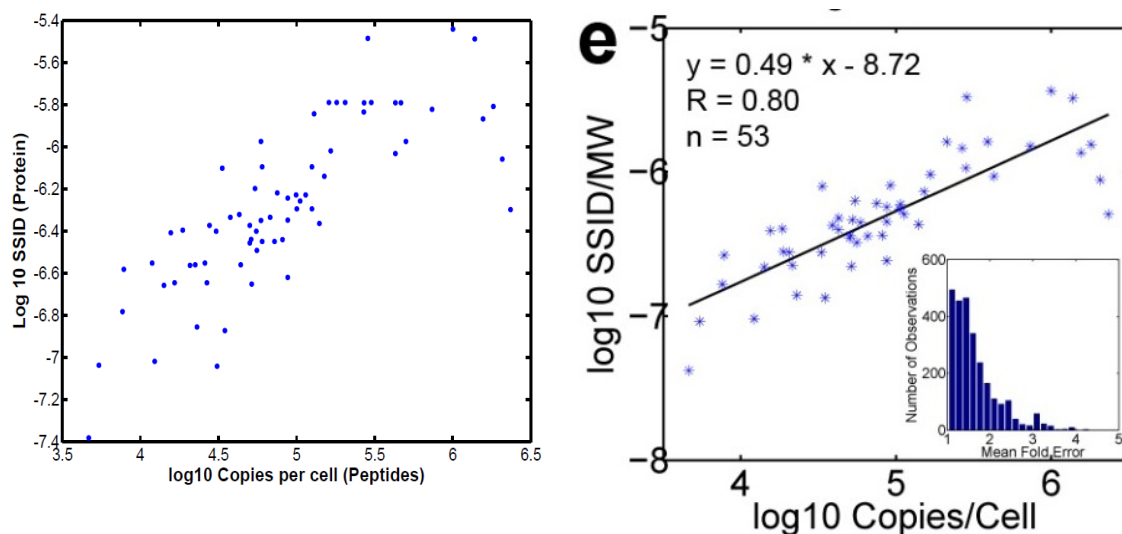 -5.4
-5.6
-5.8
-6
-6.2
-6.4
-6.6
-6.8
-7
-7.2
-7.4
Log 10 SSID (Protein)
3.5 4 4.5 5 5.5 6 6.5
log10 Copies per cell (Peptides)
e
-5
-6
-7
-8
log10 SSID/MW
y = 0.49 * x - 8.72
R = 0.80
n = 53
600
400
200
0
Number of Observations
1 2 3 4 5
Mean Fold Error
4 5 6
log10 Copies/Cell